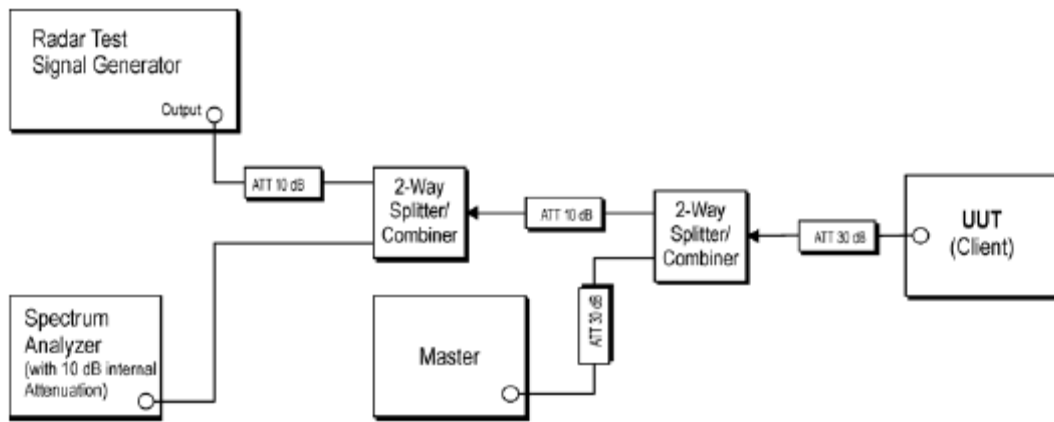 Radar Test
Signal Generator
Output
ATT 10 dB
2-Way
Splitter/
Combiner
ATT 10 dB
2-Way
Splitter/
Combiner
ATT 30 dB
UUT
(Client)
Spectrum
Analyzer
(with 10 dB internal
Attenuation)
Master
ATT 30 dB